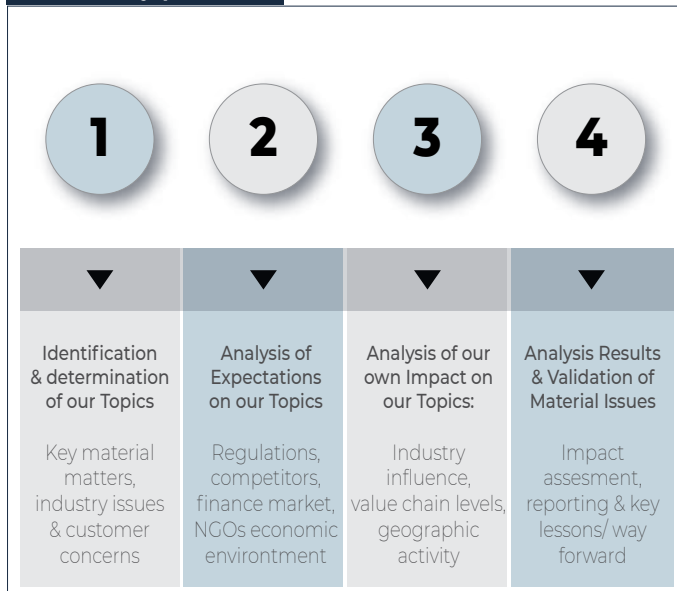 1
2
3
4
Identification
& determination
of our Topics
Key material
matters,
industry issues
& customer
concerns
Analysis of
Expectations
on our Topics
Regulations,
competitors,
finance market,
NGOs economic
environtment
Analysis of our
own Impact on
our Topics:
Industry
influence,
value chain levels,
geographic
activity
Analysis Results
& Validation of
Material Issues
Impact
assesment,
reporting & key
lessons/ way
forward